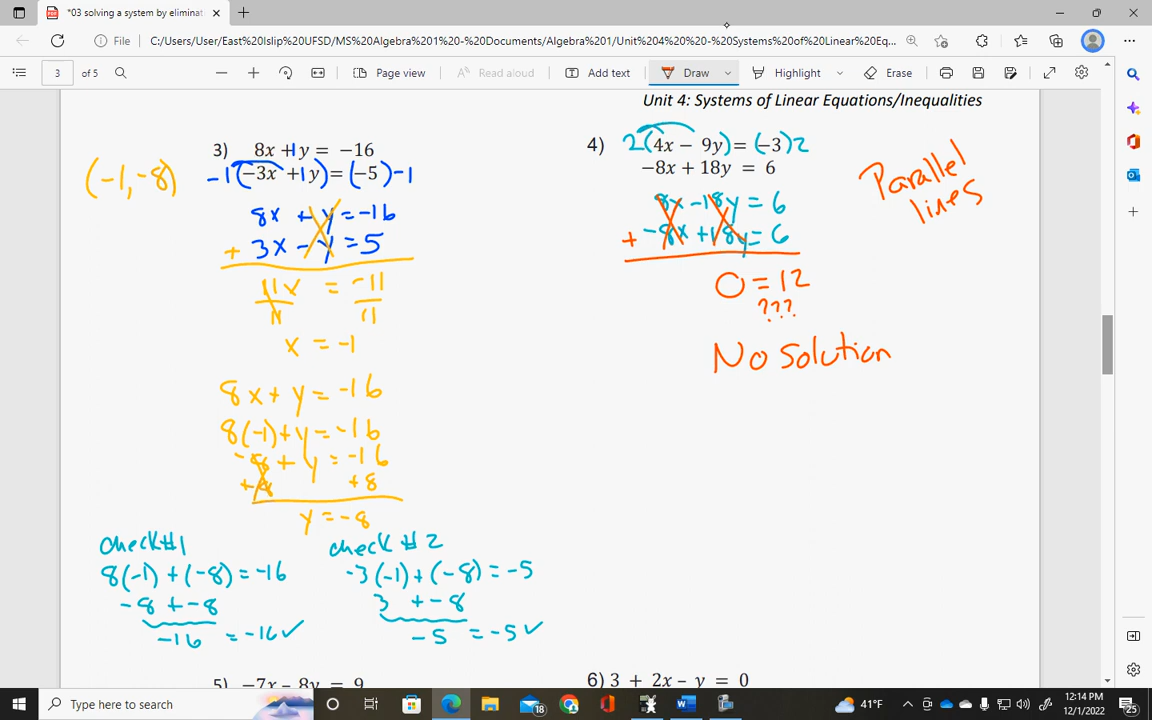 *03 solving a system by eliminat
File
C:/Users/User/East%20Islip%20UFSD/MS%20Algebra%201%20-%20Documents/Algebra%201/Unit%204%20%20-%20Systems%20of%20Linear%20Eq...
3 of 5
Page view
Read aloud
Add text
Draw
Highlight
Erase
Unit 4: Systems of Linear Equations/Inequalities
3) 8x + 1y = −16
-1(−3x + 1y) = (−5)-1
(-1,-8)
8x + y = -16
+ 3x - y = 5
11x = -11
11 11
x = -1
8x + y = -16
8(-1) + y = -16
-8 + y = -16
+8 +8
y = -8
check #1
8(-1) + (-8) = -16
-8 + -8
-16 = -16 ✓
check #2
-3(-1) + (-8) = -5
3 + -8
-5 = -5 ✓
4) 2(4x − 9y) = (−3)2
−8x + 18y = 6
8x - 18y = 6
+ -8x + 18y = 6
0 = 12
???
No solution
Parallel
lines
5) −7x − 8y = 9
6) 3 + 2x − y = 0
Type here to search
18
41°F
12:14 PM
12/1/2022
25